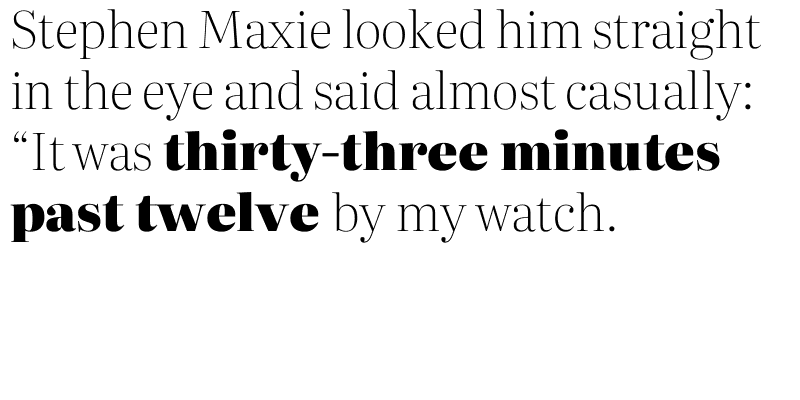 Stephen Maxie looked him straight
in the eye and said almost casually:
“It was thirty-three minutes
past twelve by my watch.